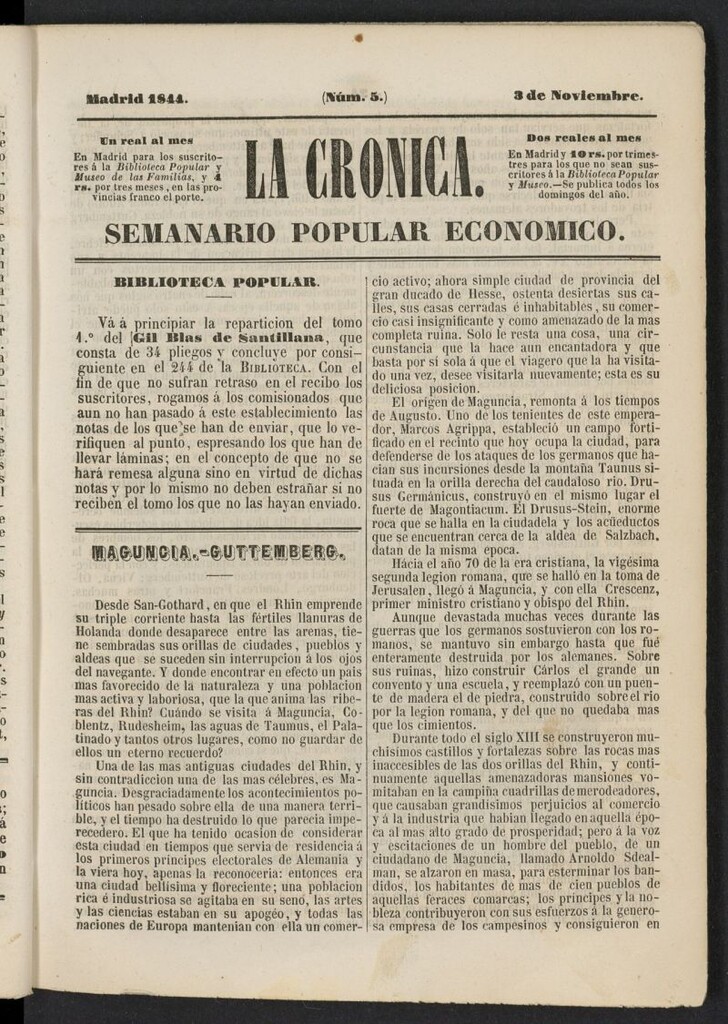 Madrid 1844.
(Núm. 5.)
3 de Noviembre.
Un real al mes
En Madrid para los suscrito-
res á la Biblioteca Popular y
Museo de las Familias, y 4
rs. por tres meses, en las pro-
vincias franco el porte.
LA CRONICA.
Dos reales al mes
En Madrid y 10 rs. por trimes-
tres para los que no sean sus-
critores á la Biblioteca Popular
y Museo.—Se publica todos los
domingos del año.
SEMANARIO POPULAR ECONOMICO.
BIBLIOTECA POPULAR.
Vá á principiar la reparticion del tomo
1.º del Gil Blas de Santillana, que
consta de 34 pliegos y concluye por consi-
guiente en el 244 de la BIBLIOTECA. Con el
fin de que no sufran retraso en el recibo los
suscritores, rogamos á los comisionados que
aun no han pasado á este establecimiento las
notas de los que se han de enviar, que lo ve-
rifiquen al punto, espresando los que han de
llevar láminas; en el concepto de que no se
hará remesa alguna sino en virtud de dichas
notas y por lo mismo no deben estrañar si no
reciben el tomo los que no las hayan enviado.
MAGUNCIA.-GUTTEMBERG.
Desde San-Gothard, en que el Rhin emprende
su triple corriente hasta las fértiles llanuras de
Holanda donde desaparece entre las arenas, tie-
ne sembradas sus orillas de ciudades, pueblos y
aldeas que se suceden sin interrupcion á los ojos
del navegante. Y donde encontrar en efecto un pais
mas favorecido de la naturaleza y una poblacion
mas activa y laboriosa, que la que anima las ribe-
ras del Rhin? Cuándo se visita á Maguncia, Co-
blentz, Rudesheim, las aguas de Taumus, el Pala-
tinado y tantos otros lugares, como no guardar de
ellos un eterno recuerdo?
Una de las mas antiguas ciudades del Rhin, y
sin contradiccion una de las mas célebres, es Ma-
guncia. Desgraciadamente los acontecimientos po-
líticos han pesado sobre ella de una manera terri-
ble, y el tiempo ha destruido lo que parecia impe-
recedero. El que ha tenido ocasion de considerar
esta ciudad en tiempos que servia de residencia á
los primeros príncipes electorales de Alemania y
la viera hoy, apenas la reconoceria: entonces era
una ciudad bellísima y floreciente; una poblacion
rica é industriosa se agitaba en su seno, las artes
y las ciencias estaban en su apogéo, y todas las
naciones de Europa mantenian con ella un comer-
cio activo; ahora simple ciudad de provincia del
gran ducado de Hesse, ostenta desiertas sus ca-
lles, sus casas cerradas é inhabitables, su comer-
cio casi insignificante y como amenazado de la mas
completa ruina. Solo le resta una cosa, una cir-
cunstancia que la hace aun encantadora y que
basta por sí sola á que el viagero que la ha visita-
do una vez, desee visitarla nuevamente; esta es su
deliciosa posicion.
El orígen de Maguncia, remonta á los tiempos
de Augusto. Uno de los tenientes de este empera-
dor, Marcos Agrippa, estableció un campo forti-
ficado en el recinto que hoy ocupa la ciudad, para
defenderse de los ataques de los germanos que ha-
cian sus incursiones desde la montaña Taunus si-
tuada en la orilla derecha del caudaloso rio. Dru-
sus Germánicus, construyó en el mismo lugar el
fuerte de Magontiacum. El Drusus-Stein, enorme
roca que se halla en la ciudadela y los acüeductos
que se encuentran cerca de la aldea de Salzbach,
datan de la misma epoca.
Hácia el año 70 de la era cristiana, la vigésima
segunda legion romana, que se halló en la toma de
Jerusalen, llegó á Maguncia, y con ella Crescenz,
primer ministro cristiano y obispo del Rhin.
Aunque devastada muchas veces durante las
guerras que los germanos sostuvieron con los ro-
manos, se mantuvo sin embargo hasta que fué
enteramente destruida por los alemanes. Sobre
sus ruinas, hizo construir Cárlos el grande un
convento y una escuela, y reemplazó con un puen-
te de madera el de piedra, construido sobre el rio
por la legion romana, y del que no quedaba mas
que los cimientos.
Durante todo el siglo XIII se construyeron mu-
chisimos castillos y fortalezas sobre las rocas mas
inaccesibles de las dos orillas del Rhin, y conti-
nuamente aquellas amenazadoras mansiones vo-
mitaban en la campiña cuadrillas de merodeadores,
que causaban grandisimos perjuicios al comercio
y á la industria que habian llegado en aquella épo-
ca al mas alto grado de prosperidad; peró á la voz
y escitaciones de un hombre del pueblo, de un
ciudadano de Maguncia, llamado Arnoldo Sdeal-
man, se alzaron en masa, para esterminar los ban-
didos, los habitantes de mas de cien pueblos de
aquellas feraces comarcas; los príncipes y la no-
bleza contribuyeron con sus esfuerzos á la genero-
sa empresa de los campesinos y consiguieron en